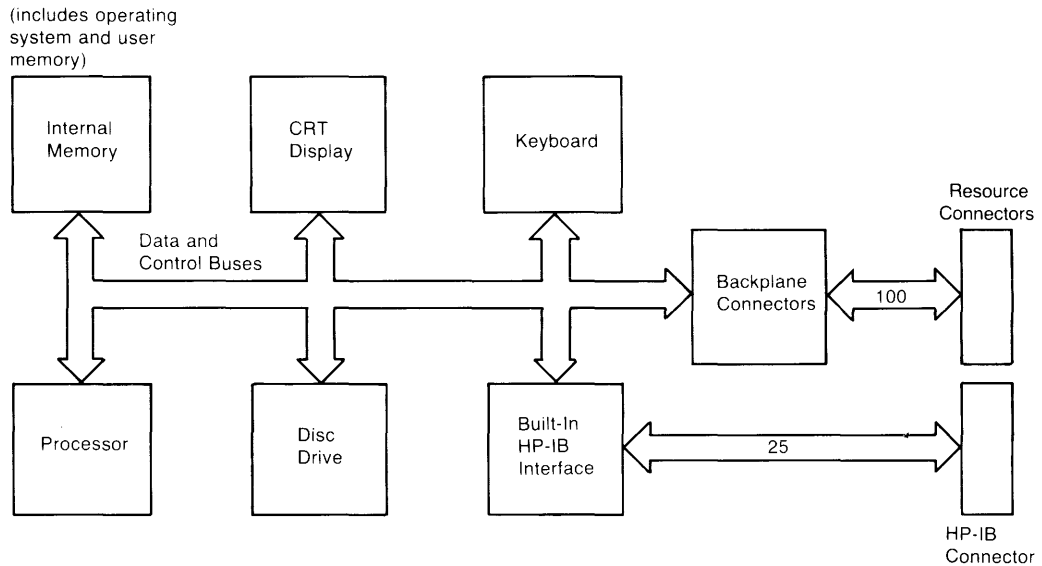 (includes operating
system and user
memory)
Internal
Memory
CRT
Display
Keyboard
Resource
Connectors
Data and
Control Buses
Backplane
Connectors
100
Processor
Disc
Drive
Built-In
HP-IB
Interface
25
HP-IB
Connector